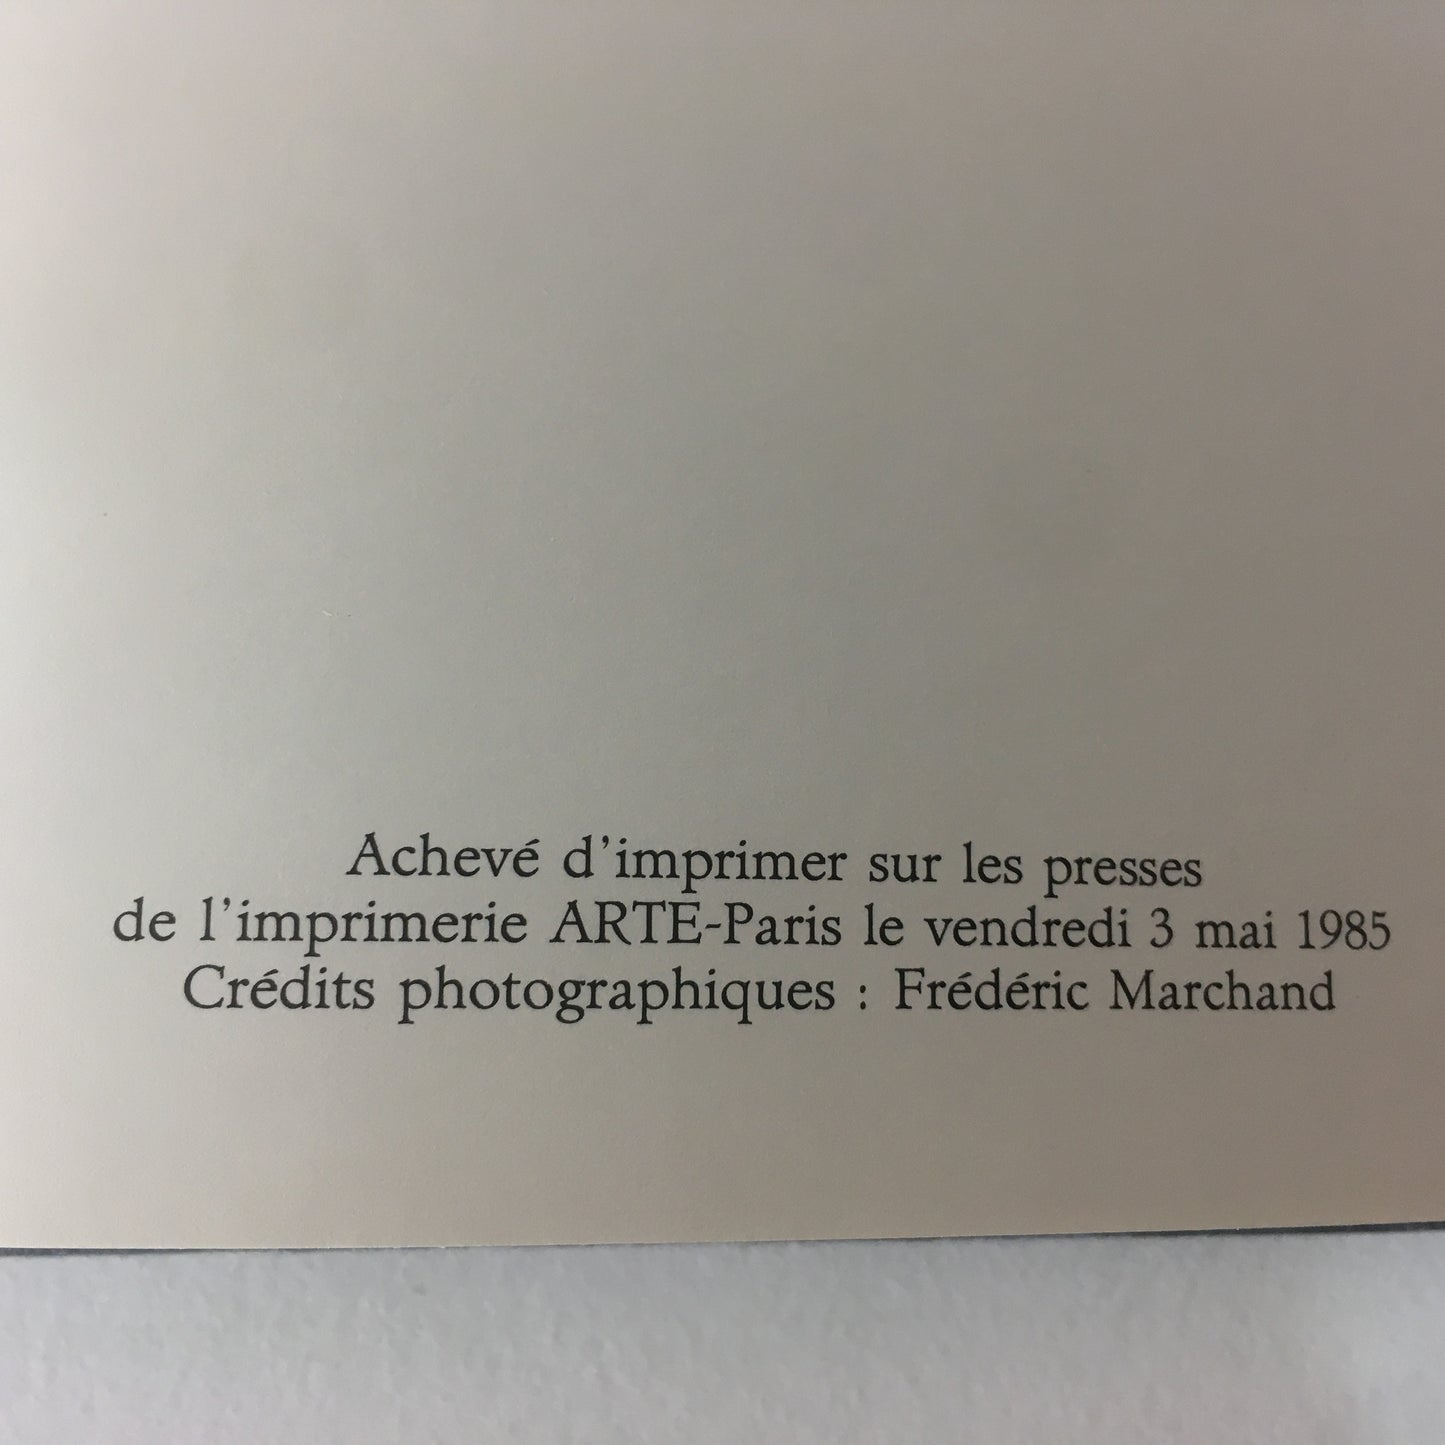 Achevé d'imprimer sur les presses
de l'imprimerie ARTE-Paris le vendredi 3 mai 1985
Crédits photographiques : Frédéric Marchand